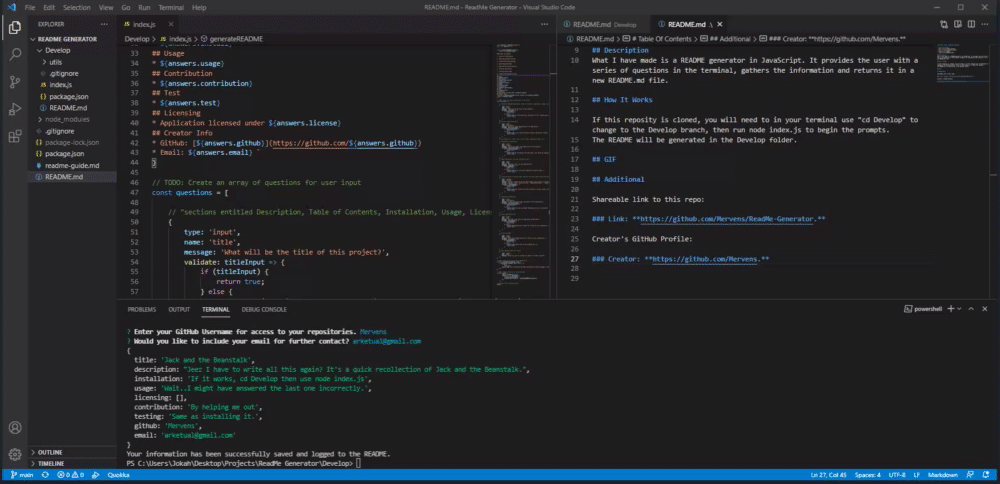 File Edit Selection View Go Run Terminal Help
README.md - ReadMe Generator - Visual Studio Code
EXPLORER
README GENERATOR
Develop
utils
.gitignore
index.js
package.json
README.md
node_modules
.gitignore
package-lock.json
package.json
readme-guide.md
README.md
OUTLINE
TIMELINE
index.js
Develop > index.js > generateREADME
33 ## Usage
34 * ${answers.usage}
35 ## Contribution
36 * ${answers.contribution}
37 ## Test
38 * ${answers.test}
39 ## Licensing
40 * Application licensed under ${answers.license}
41 ## Creator Info
42 * GitHub: [${answers.github}](https://github.com/${answers.github})
43 * Email: ${answers.email} `
44 }
45
46 // TODO: Create an array of questions for user input
47 const questions = [
48
49 // "sections entitled Description, Table of Contents, Installation, Usage, Licen
50 {
51 type: 'input',
52 name: 'title',
53 message: 'What will be the title of this project?',
54 validate: titleInput => {
55 if (titleInput) {
56 return true;
57 } else {
README.md Develop
README.md .\
README.md > # Table Of Contents > ## Additional > ### Creator: **https://github.com/Mervens.**
9 ## Description
10 What I have made is a README generator in JavaScript. It provides the user with a
series of questions in the terminal, gathers the information and returns it in a
new README.md file.
11
12 ## How It Works
13
14 If this reposity is cloned, you will need to in your terminal use "cd Develop" to
change to the Develop branch, then run node index.js to begin the prompts.
The README will be generated in the Develop folder.
17 ## GIF
18
19 ## Additional
20
21 Shareable link to this repo:
22
23 ### Link: **https://github.com/Mervens/ReadMe-Generator.**
24
25 Creator's GitHub Profile:
26
27 ### Creator: **https://github.com/Mervens.**
28
29
PROBLEMS OUTPUT TERMINAL DEBUG CONSOLE
powershell
> Enter your GitHub Username for access to your repositories. Mervens
> Would you like to include your email for further contact? arketual@gmail.com
{
title: 'Jack and the Beanstalk',
description: "Jeez I have to write all this again? It's a quick recollection of Jack and the Beanstalk.",
installation: 'If it works, cd Develop then use node index.js',
usage: 'Wait..I might have answered the last one incorrectly.',
licensing: [],
contribution: 'By helping me out',
testing: 'Same as installing it.',
github: 'Mervens',
email: 'arketual@gmail.com'
}
Your information has been successfully saved and logged to the README.
PS C:\Users\Jokah\Desktop\Projects\ReadMe Generator\Develop>
main 0 0 Quokka
Ln 27, Col 45 Spaces: 4 UTF-8 LF Markdown